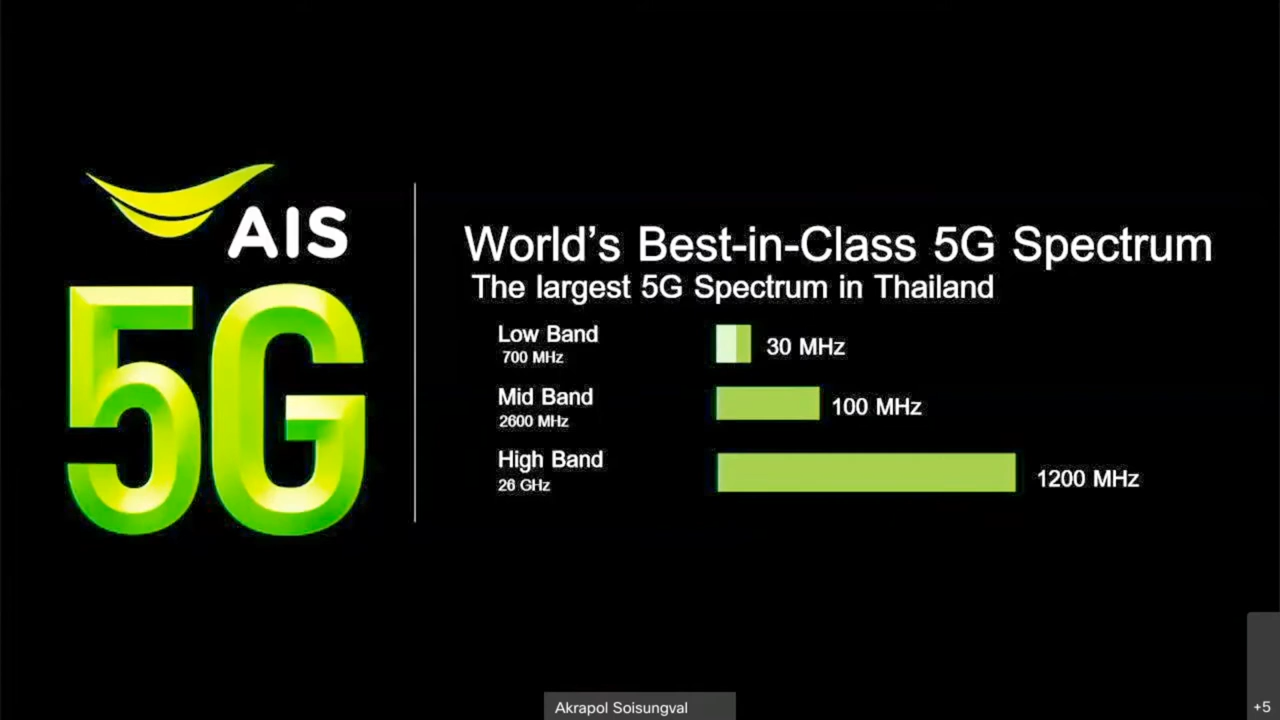 AIS
5G
World's Best-in-Class 5G Spectrum
The largest 5G Spectrum in Thailand
Low Band
700 MHz
30 MHz
Mid Band
2600 MHz
100 MHz
High Band
26 GHz
1200 MHz
Akrapol Soisungval
+5